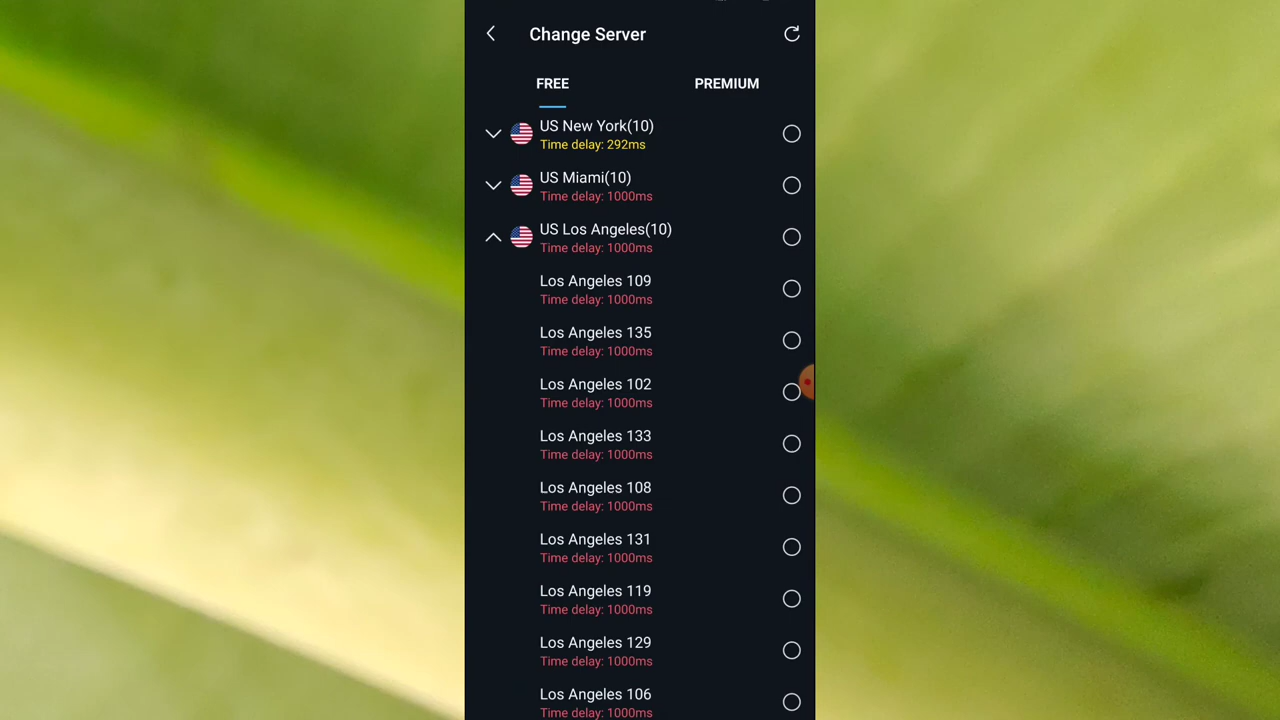 Change Server
FREE
PREMIUM
US New York(10)
Time delay: 292ms
US Miami(10)
Time delay: 1000ms
US Los Angeles(10)
Time delay: 1000ms
Los Angeles 109
Time delay: 1000ms
Los Angeles 135
Time delay: 1000ms
Los Angeles 102
Time delay: 1000ms
Los Angeles 133
Time delay: 1000ms
Los Angeles 108
Time delay: 1000ms
Los Angeles 131
Time delay: 1000ms
Los Angeles 119
Time delay: 1000ms
Los Angeles 129
Time delay: 1000ms
Los Angeles 106
Time delay: 1000ms